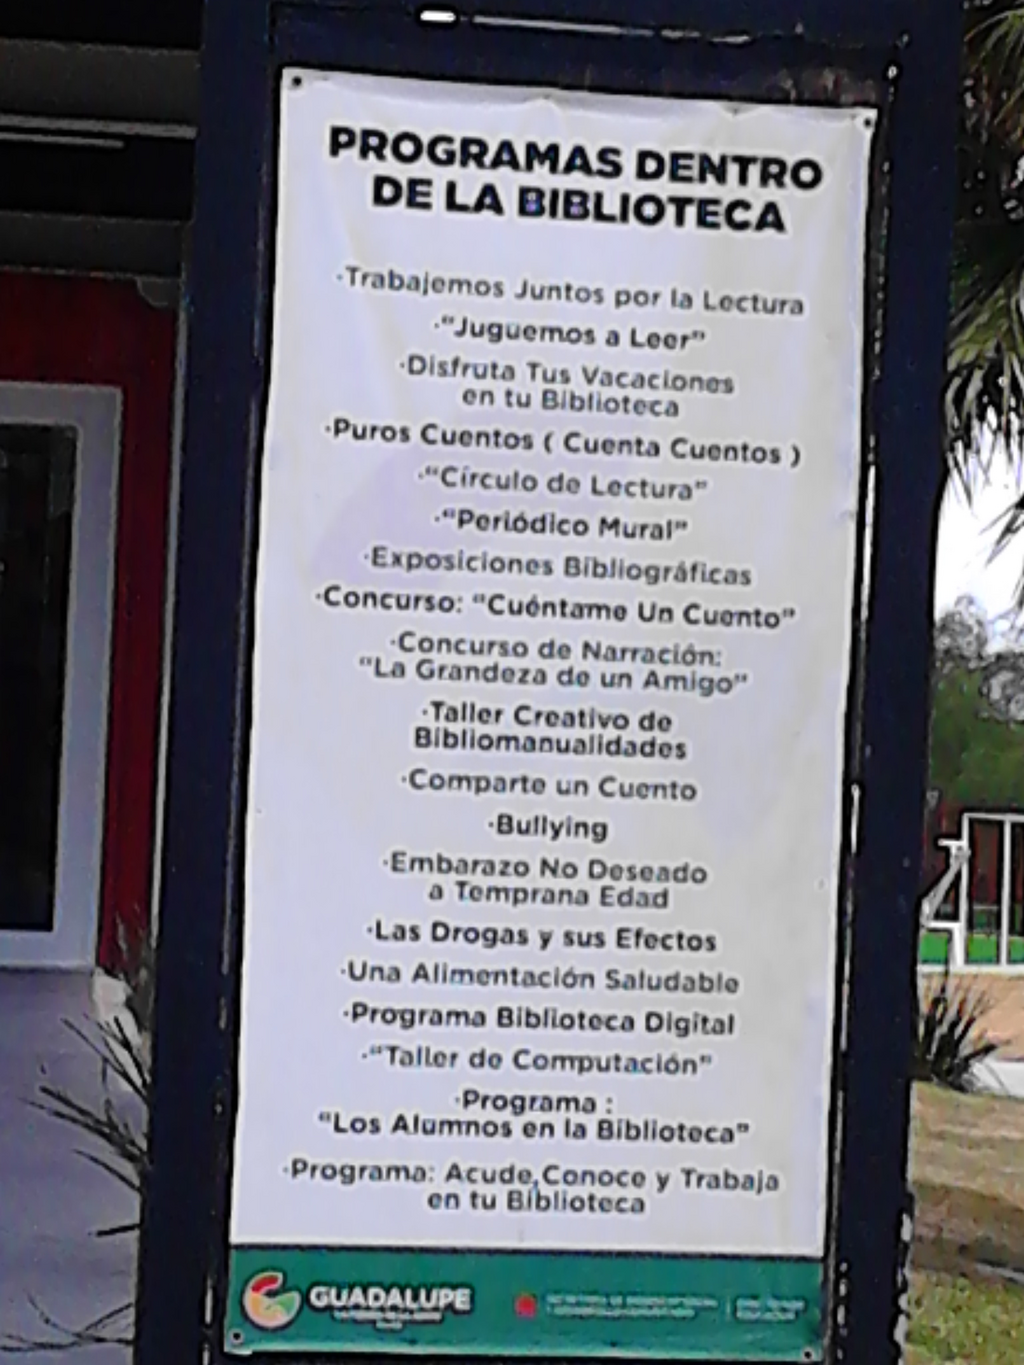 PROGRAMAS DENTRO
DE LA BIBLIOTECA
·Trabajemos Juntos por la Lectura
·"Juguemos a Leer"
·Disfruta Tus Vacaciones
en tu Biblioteca
·Puros Cuentos ( Cuenta Cuentos )
·"Círculo de Lectura"
·"Periódico Mural"
·Exposiciones Bibliográficas
·Concurso: "Cuéntame Un Cuento"
·Concurso de Narración:
"La Grandeza de un Amigo"
·Taller Creativo de
Bibliomanualidades
·Comparte un Cuento
·Bullying
·Embarazo No Deseado
a Temprana Edad
·Las Drogas y sus Efectos
·Una Alimentación Saludable
·Programa Biblioteca Digital
·"Taller de Computación"
·Programa :
"Los Alumnos en la Biblioteca"
·Programa: Acude,Conoce y Trabaja
en tu Biblioteca
GUADALUPE